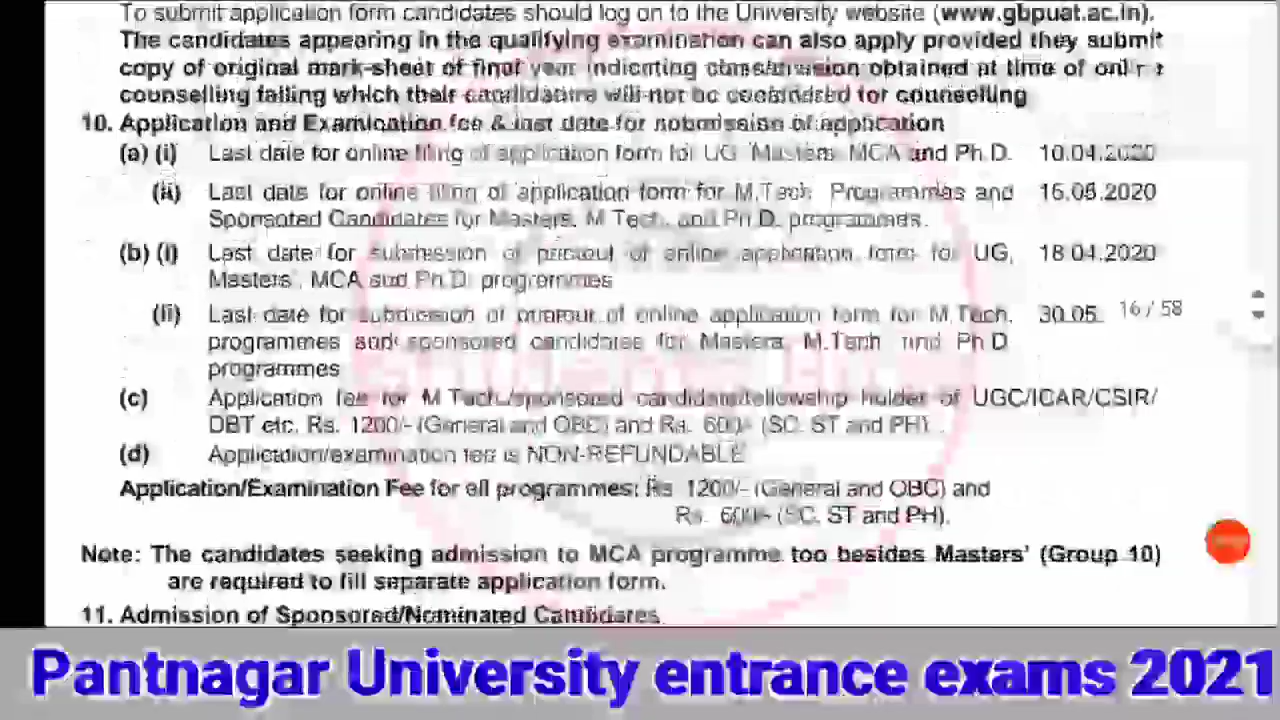 To submit application form candidates should log on to the University website (www.gbpuat.ac.in).
The candidates appearing in the qualifying examination can also apply provided they submit
copy of original mark-sheet of final year indicating obtained at time of
counselling failing which their candidature will not be considered for counselling
10. Application and Examination fee & last date for submission of application
(a) (i) Last date for online filing of application form for UG, Masters, MCA and Ph.D. 10.04.2020
(ii) Last date for online filing of application form for M.Tech. Programmes and 16.05.2020
Sponsored Candidates for Masters, M.Tech. and Ph.D. programmes.
(b) (i) Last date for submission of printout of online application form for UG, 18.04.2020
Masters', MCA and Ph.D. programmes
(ii) Last date for submission of printout of online application form for M.Tech. 30.05. 16 / 58
programmes and sponsored candidates for Masters, M.Tech and Ph.D.
programmes
(c) Application fee for M.Tech./sponsored candidate/fellowship holder of UGC/ICAR/CSIR/
DBT etc. Rs. 1200/- (General and OBC) and Rs. 600/- (SC, ST and PH).
(d) Application/examination fee is NON-REFUNDABLE
Application/Examination Fee for all programmes: Rs. 1200/- (General and OBC) and
Rs. 600/- (SC, ST and PH).
Note: The candidates seeking admission to MCA programme too besides Masters' (Group 10)
are required to fill separate application form.
11. Admission of Sponsored/Nominated Candidates
Pantnagar University entrance exams 2021